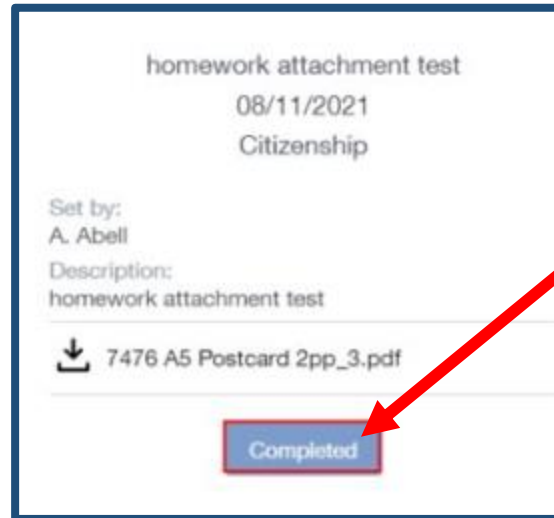 homework attachment test
08/11/2021
Citizenship
Set by:
A. Abell
Description:
homework attachment test
7476 A5 Postcard 2pp_3.pdf
Completed